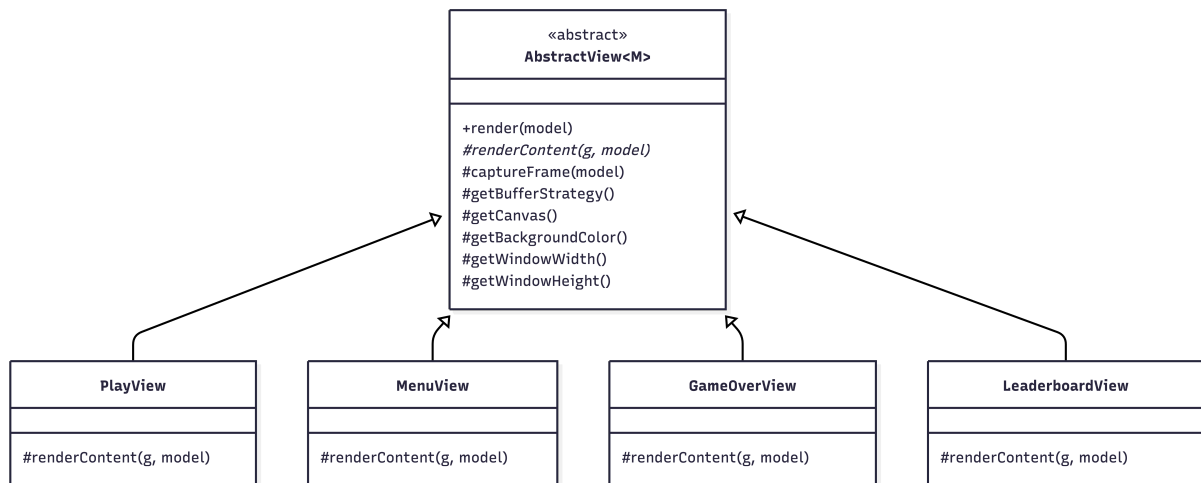 «abstract»
AbstractView<M>
+render(model)
#renderContent(g, model)
#captureFrame(model)
#getBufferStrategy()
#getCanvas()
#getBackgroundColor()
#getWindowWidth()
#getWindowHeight()
PlayView
#renderContent(g, model)
MenuView
#renderContent(g, model)
GameOverView
#renderContent(g, model)
LeaderboardView
#renderContent(g, model)